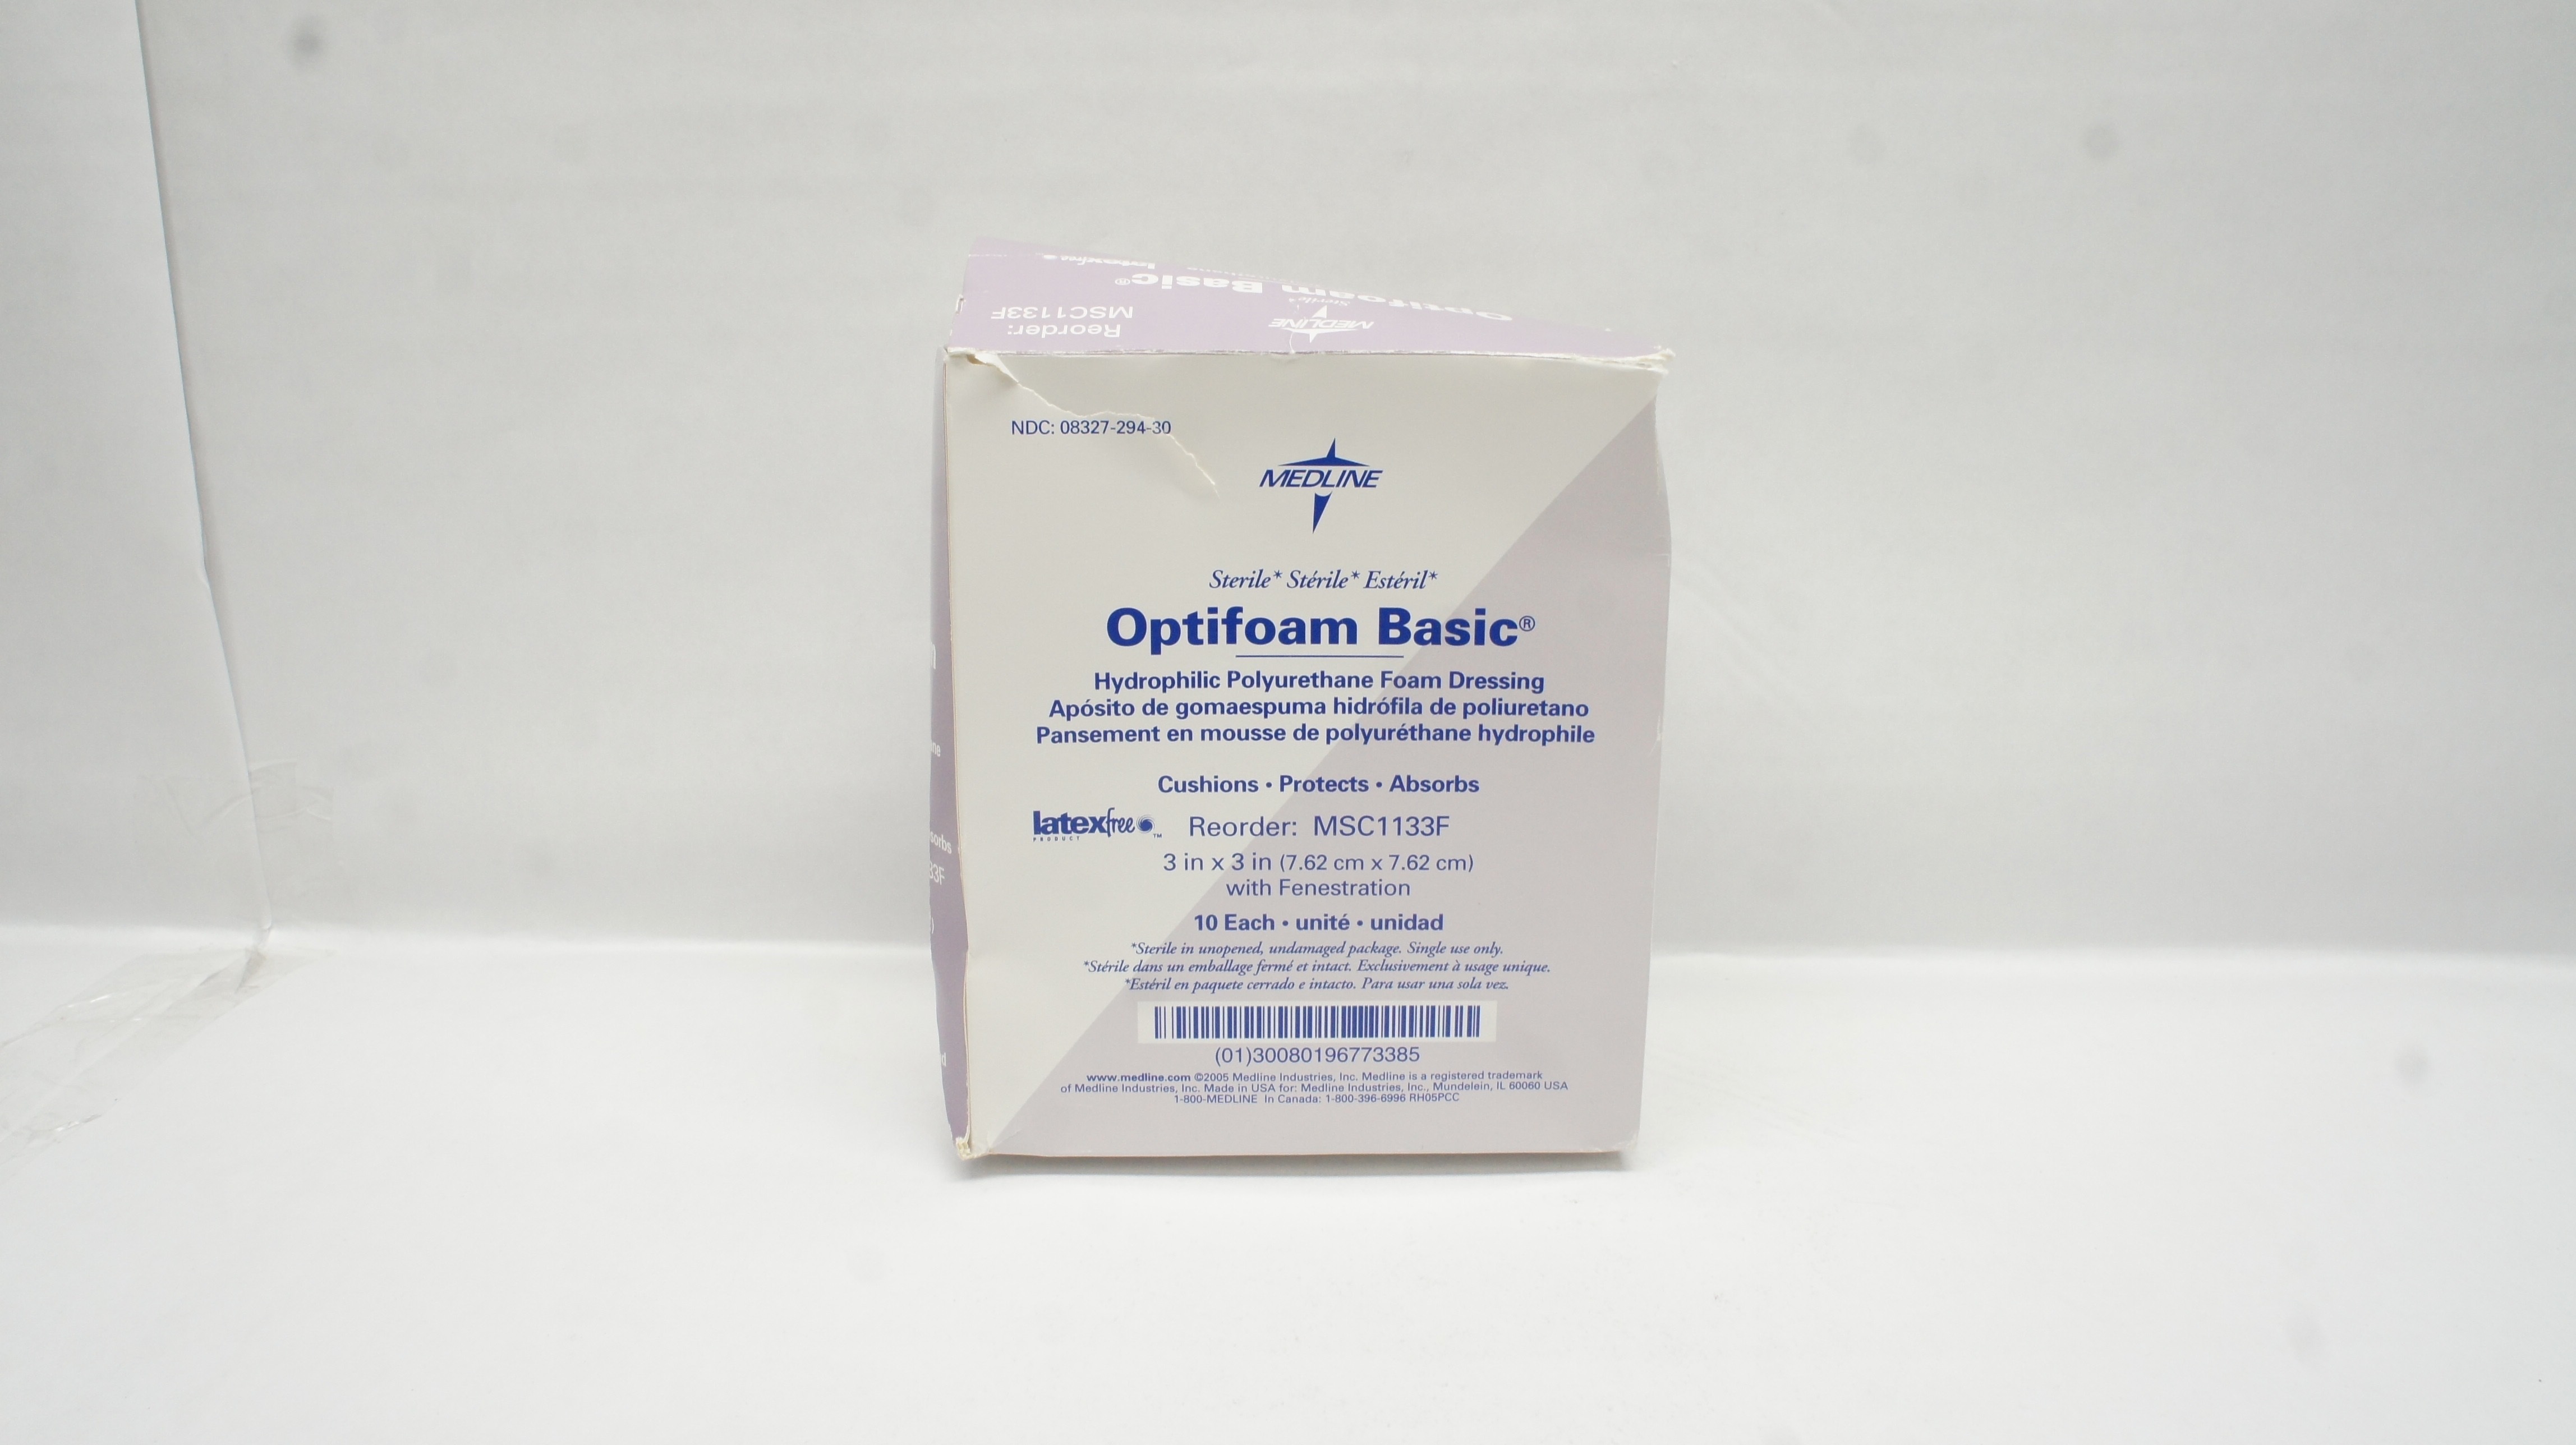 latexfree
Optifoam Basic®
Sterile*
MEDLINE
Reorder:
MSC1133F
NDC: 08327-294-30
MEDLINE
Sterile* Stérile* Estéril*
Optifoam Basic®
Hydrophilic Polyurethane Foam Dressing
Apósito de gomaespuma hidrófila de poliuretano
Pansement en mousse de polyuréthane hydrophile
Cushions • Protects • Absorbs
latexfree™
PRODUCT
Reorder: MSC1133F
3 in x 3 in (7.62 cm x 7.62 cm)
with Fenestration
10 Each • unité • unidad
*Sterile in unopened, undamaged package. Single use only.
*Stérile dans un emballage fermé et intact. Exclusivement à usage unique.
*Estéril en paquete cerrado e intacto. Para usar una sola vez.
(01)30080196773385
www.medline.com ©2005 Medline Industries, Inc. Medline is a registered trademark
of Medline Industries, Inc. Made in USA for: Medline Industries, Inc., Mundelein, IL 60060 USA
1-800-MEDLINE In Canada: 1-800-396-6996 RH05PCC